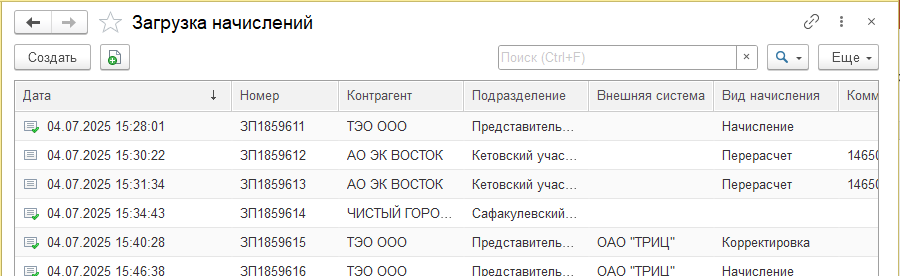 Загрузка начислений
Создать Поиск (Ctrl+F) × Еще
Дата ↓ Номер Контрагент Подразделение Внешняя система Вид начисления Комм
04.07.2025 15:28:01 ЗП1859611 ТЭО ООО Представитель... Начисление
04.07.2025 15:30:22 ЗП1859612 АО ЭК ВОСТОК Кетовский учас... Перерасчет 14650
04.07.2025 15:31:34 ЗП1859613 АО ЭК ВОСТОК Кетовский учас... Перерасчет 14650
04.07.2025 15:34:43 ЗП1859614 ЧИСТЫЙ ГОРО... Сафакулевский...
04.07.2025 15:40:28 ЗП1859615 ТЭО ООО Представитель... ОАО "ТРИЦ" Корректировка
04.07.2025 15:46:38 ЗП1859616 ТЭО ООО Представитель... ОАО "ТРИЦ" Начисление